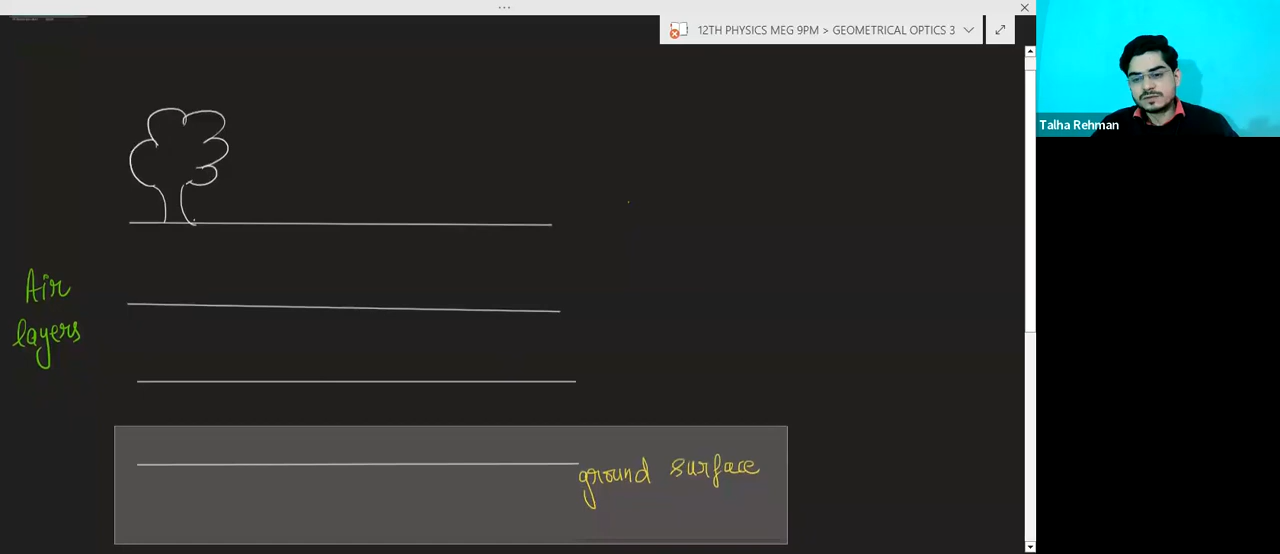 12TH PHYSICS MEG 9PM > GEOMETRICAL OPTICS 3
Talha Rehman
Air
layers
ground surface